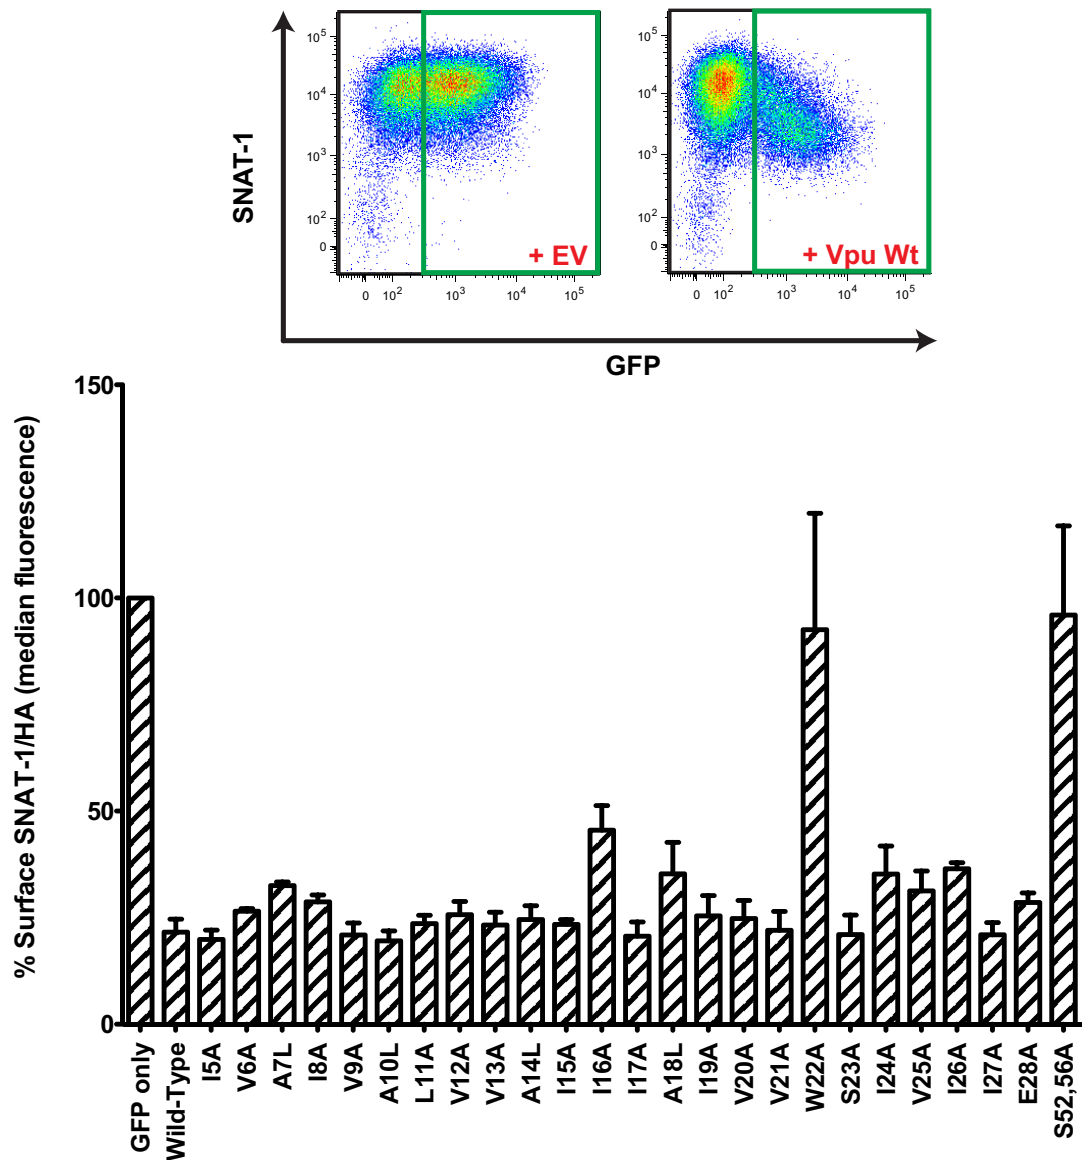 SNAT-1
10⁵
10⁴
10³
10²
0
0 10² 10³ 10⁴ 10⁵
+ EV
10⁵
10⁴
10³
10²
0
0 10² 10³ 10⁴ 10⁵
+ Vpu Wt
GFP
% Surface SNAT-1/HA (median fluorescence)
150
100
50
0
GFP only
Wild-Type
I5A
V6A
A7L
I8A
V9A
A10L
L11A
V12A
V13A
A14L
I15A
I16A
I17A
A18L
I19A
V20A
V21A
W22A
S23A
I24A
V25A
I26A
I27A
E28A
S52,56A